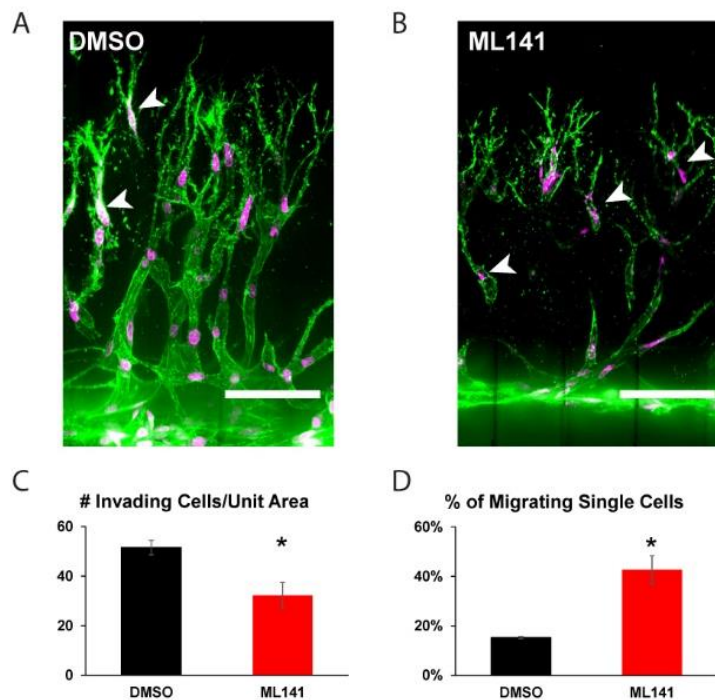 A
DMSO
B
ML141
C
# Invading Cells/Unit Area
60
40
20
0
*
DMSO
ML141
D
% of Migrating Single Cells
60%
40%
20%
0%
*
DMSO
ML141